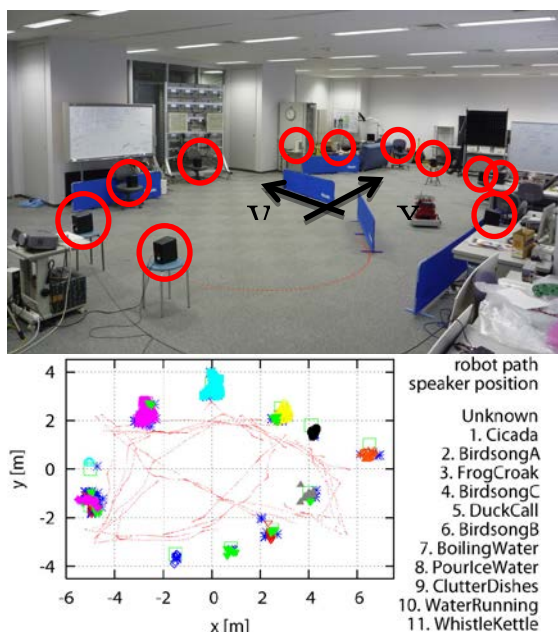 4
2
0
-2
-4
y [m]
-6 -4 -2 0 2 4 6 8
x [m]
robot path
speaker position
Unknown
1. Cicada
2. BirdsongA
3. FrogCroak
4. BirdsongC
5. DuckCall
6. BirdsongB
7. BoilingWater
8. PourIceWater
9. ClutterDishes
10. WaterRunning
11. WhistleKettle